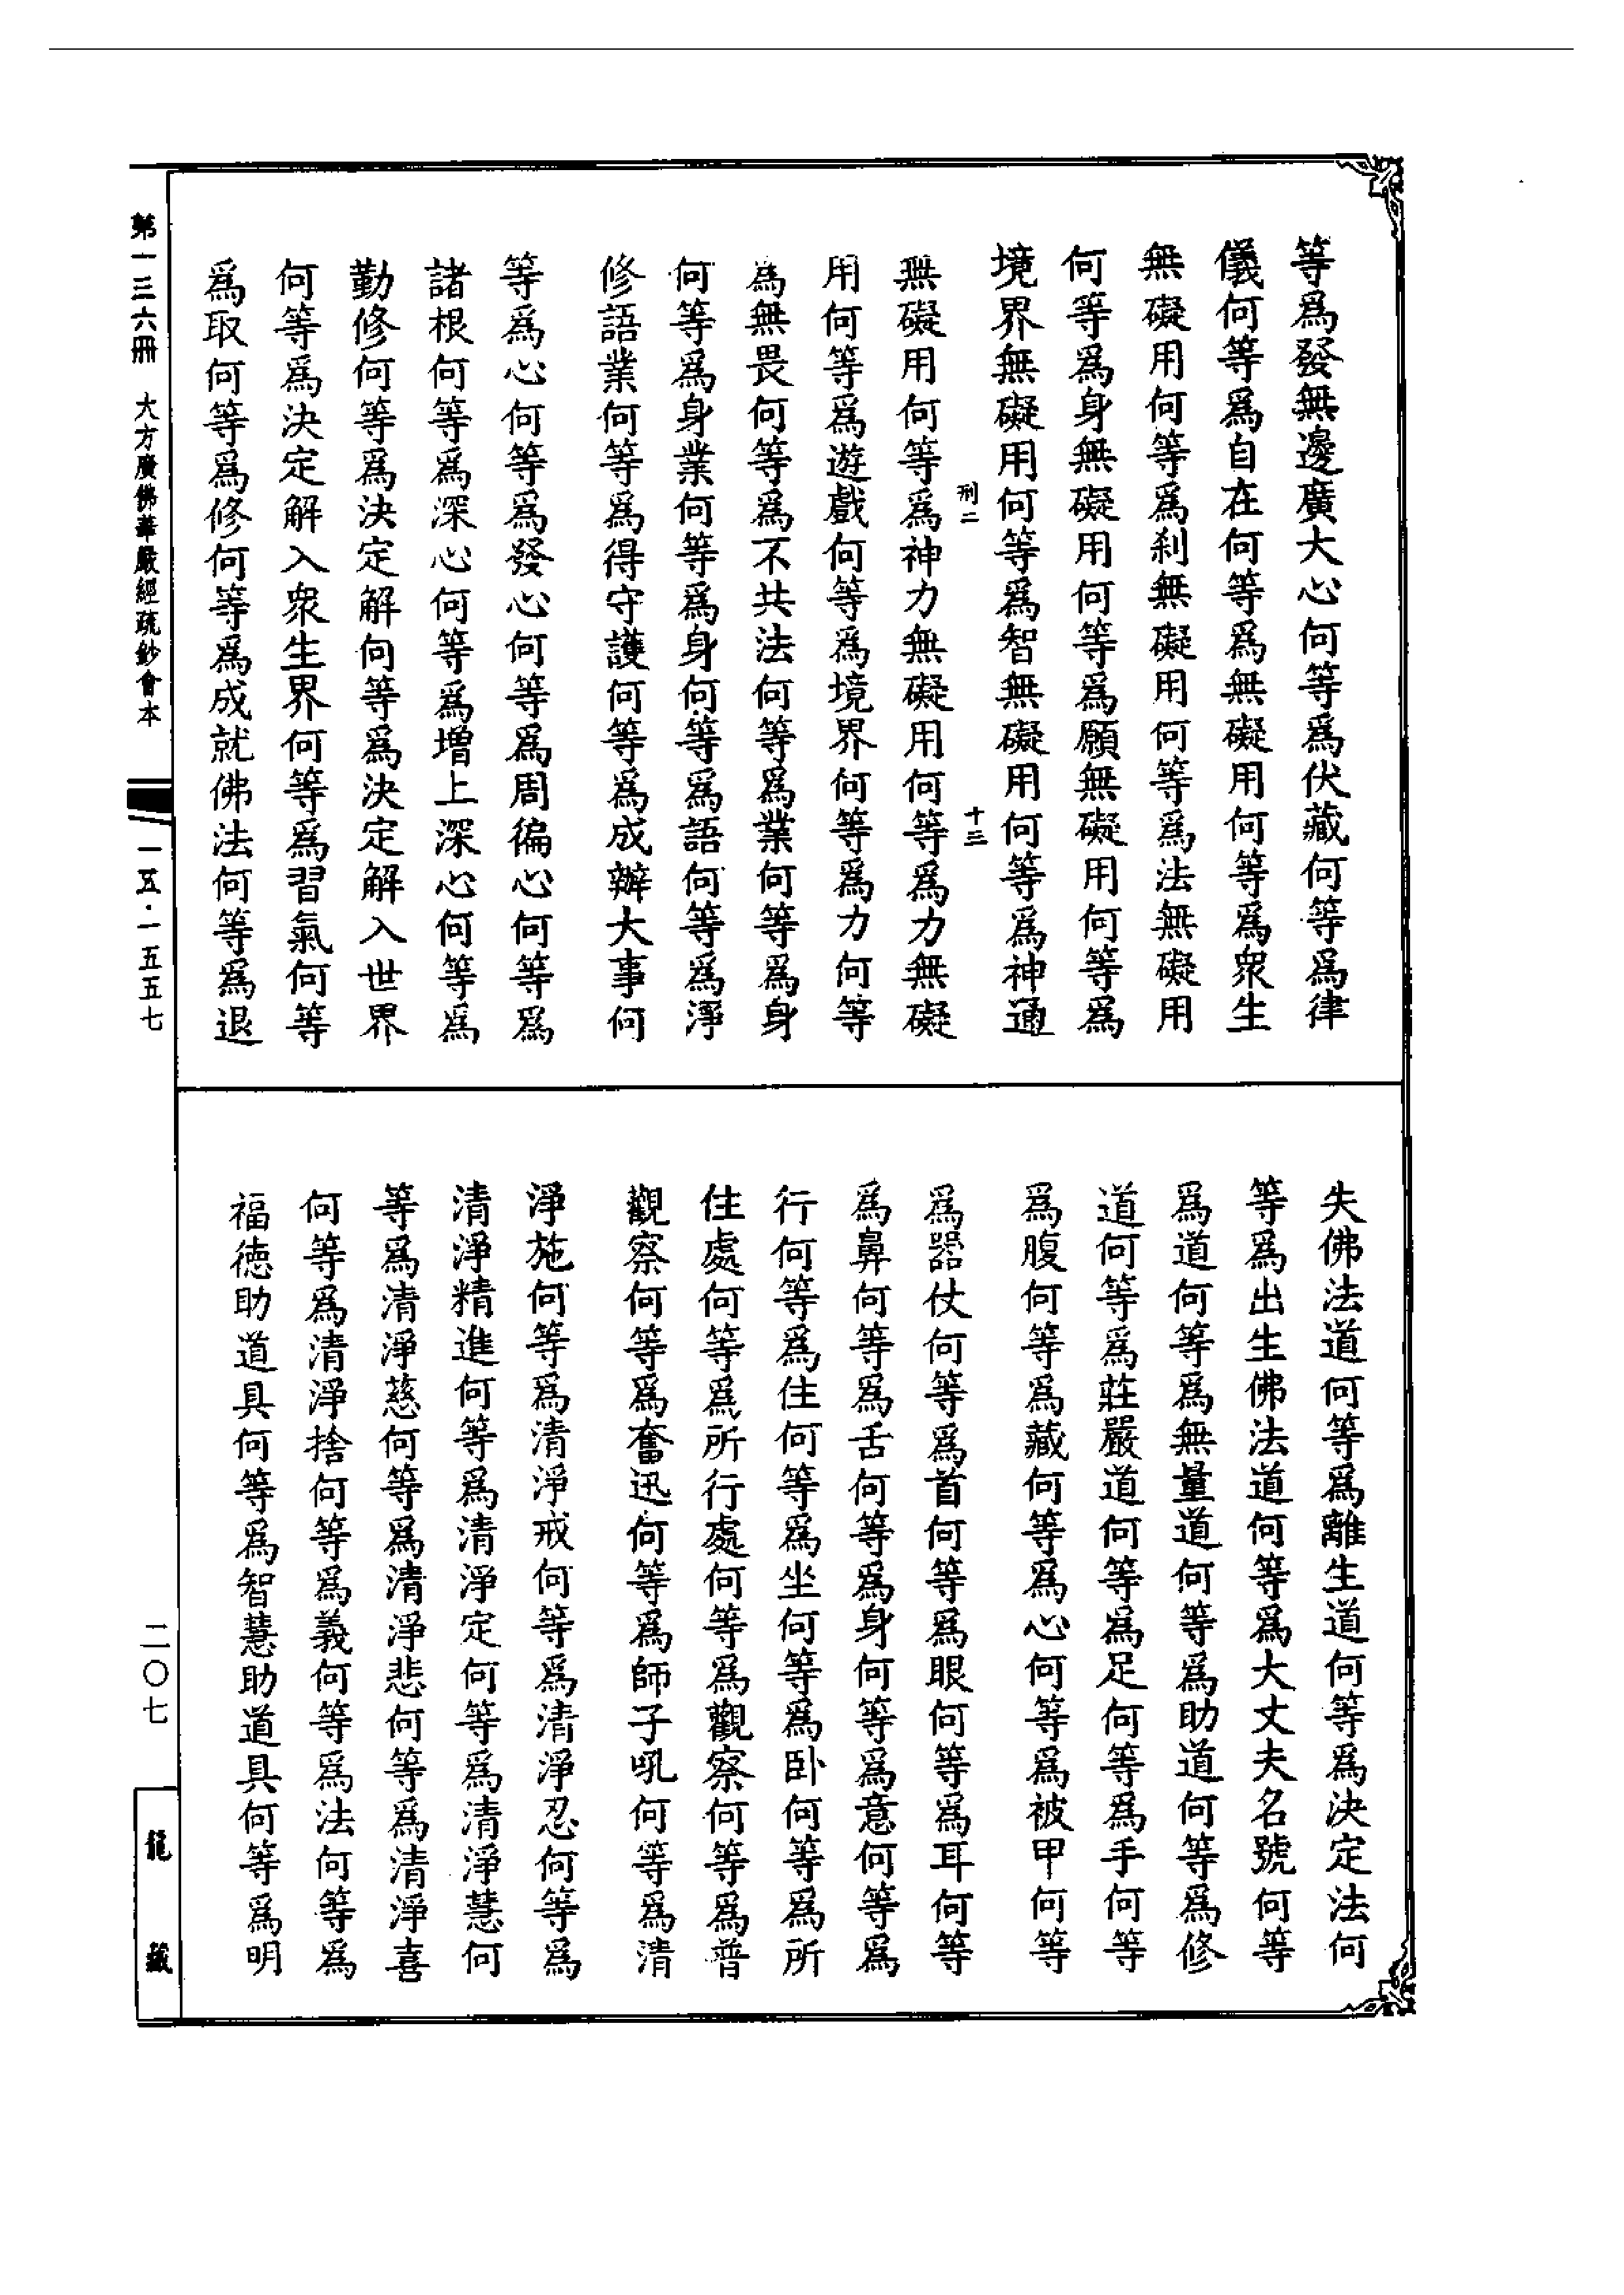 等爲發無邊廣大心何等爲伏藏何等爲律
儀何等爲自在何等爲無礙用何等爲衆生
無礙用何等爲刹無礙用何等爲法無礙用
何等爲身無礙用何等爲願無礙用何等爲
境界無礙用何等爲智無礙用何等爲神通
刑二 十三
無礙用何等爲神力無礙用何等爲力無礙
用何等爲遊戲何等爲境界何等爲力何等
爲無畏何等爲不共法何等爲業何等爲身
何等爲身業何等爲身何等爲語何等爲淨
修語業何等爲得守護何等爲成辦大事何
等爲心何等爲發心何等爲周徧心何等爲
諸根何等爲深心何等爲增上深心何等爲
勤修何等爲決定解何等爲決定解入世界
何等爲決定解入衆生界何等爲習氣何等
爲取何等爲修何等爲成就佛法何等爲退
失佛法道何等爲離生道何等爲決定法何
等爲出生佛法道何等爲大丈夫名號何等
爲道何等爲無量道何等爲助道何等爲修
道何等爲莊嚴道何等爲足何等爲手何等
爲腹何等爲藏何等爲心何等爲被甲何等
爲器仗何等爲首何等爲眼何等爲耳何等
爲鼻何等爲舌何等爲身何等爲意何等爲
行何等爲住何等爲坐何等爲卧何等爲所
住處何等爲所行處何等爲觀察何等爲普
觀察何等爲奮迅何等爲師子吼何等爲清
淨施何等爲清淨戒何等爲清淨忍何等爲
清淨精進何等爲清淨定何等爲清淨慧何
等爲清淨慈何等爲清淨悲何等爲清淨喜
何等爲清淨捨何等爲義何等爲法何等爲
福德助道具何等爲智慧助道具何等爲明
第一三六冊 大方廣佛華嚴經疏鈔會本
一五·一五五七
二〇七
龍藏